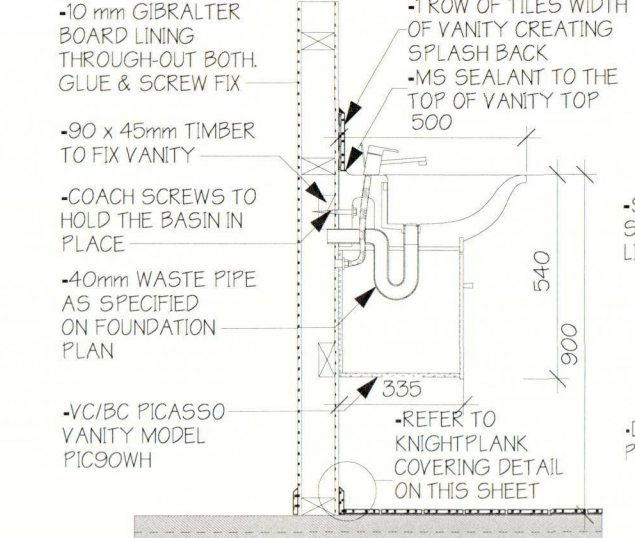 -10 mm GIBRALTER
BOARD LINING
THROUGH-OUT BOTH.
GLUE & SCREW FIX
-90 x 45mm TIMBER
TO FIX VANITY
-COACH SCREWS TO
HOLD THE BASIN IN
PLACE
-40mm WASTE PIPE
AS SPECIFIED
ON FOUNDATION
PLAN
-VC/BC PICASSO
VANITY MODEL
PIC90WH
-1 ROW OF TILES WIDTH
OF VANITY CREATING
SPLASH BACK
-MS SEALANT TO THE
TOP OF VANITY TOP
500
540
900
335
-REFER TO
KNIGHTPLANK
COVERING DETAIL
ON THIS SHEET